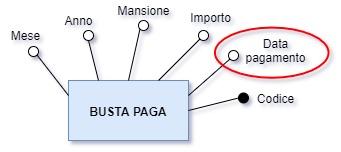 Mansione
Anno
Importo
Mese
Data
pagamento
BUSTA PAGA
Codice